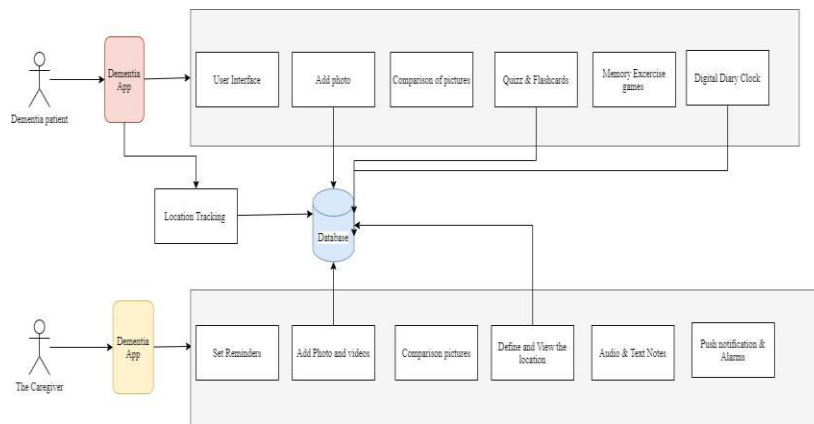 Dementia patient
Dementia
App
User Interface
Add photo
Comparison of pictures
Quizz & Flashcards
Memory Excercise
games
Digital Diary Clock
Location Tracking
Database
The Caregiver
Dementia
App
Set Reminders
Add Photo and videos
Comparison pictures
Define and View the
location
Audio & Text Notes
Push notification &
Alarms